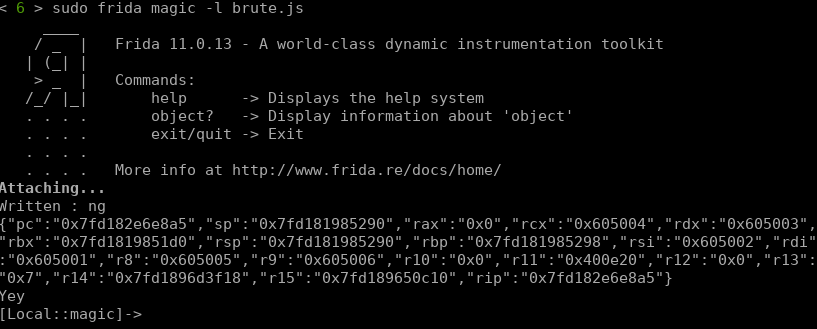 < 6 > sudo frida magic -l brute.js
     ____
    / _  |   Frida 11.0.13 - A world-class dynamic instrumentation toolkit
   | (_| |
    > _  |   Commands:
   /_/ |_|       help      -> Displays the help system
   . . . .       object?   -> Display information about 'object'
   . . . .       exit/quit -> Exit
   . . . .
   . . . .   More info at http://www.frida.re/docs/home/
Attaching...
Written : ng
{"pc":"0x7fd182e6e8a5","sp":"0x7fd181985290","rax":"0x0","rcx":"0x605004","rdx":"0x605003",
"rbx":"0x7fd1819851d0","rsp":"0x7fd181985290","rbp":"0x7fd181985298","rsi":"0x605002","rdi"
:"0x605001","r8":"0x605005","r9":"0x605006","r10":"0x0","r11":"0x400e20","r12":"0x0","r13":
"0x7","r14":"0x7fd1896d3f18","r15":"0x7fd189650c10","rip":"0x7fd182e6e8a5"}
Yey
[Local::magic]->